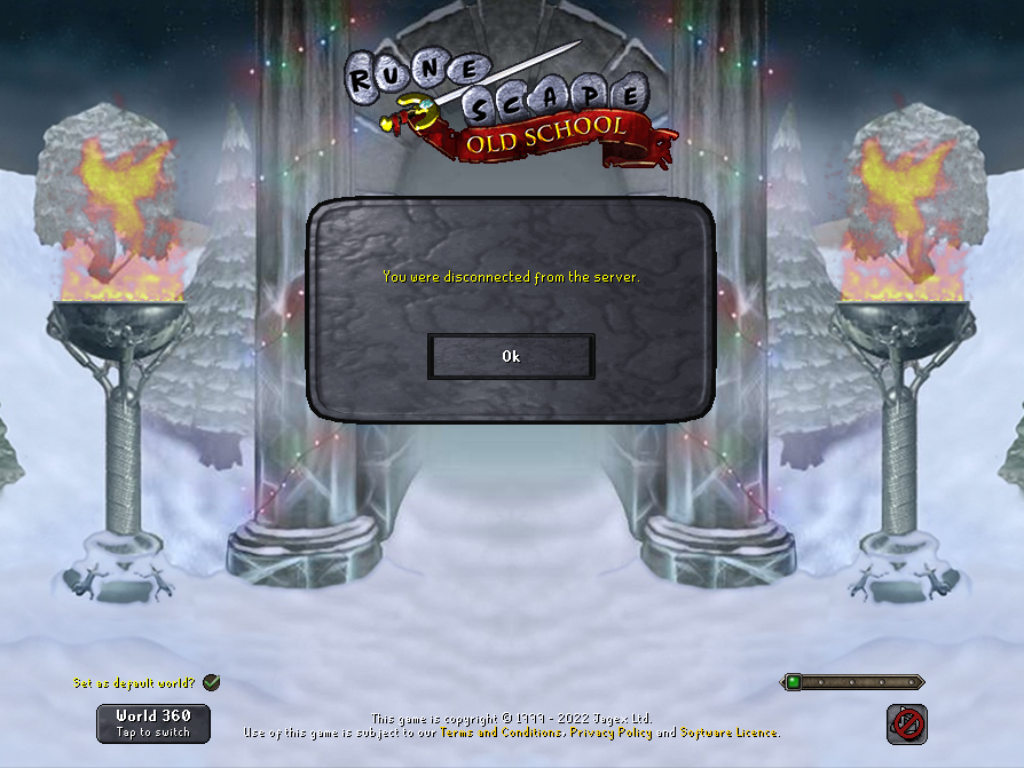 RUNE
SCAPE
OLD SCHOOL
You were disconnected from the server.
Ok
Set as default world?
World 360
Tap to switch
This game is copyright © 1999 - 2022 Jagex Ltd.
Use of this game is subject to our Terms and Conditions, Privacy Policy and Software Licence.